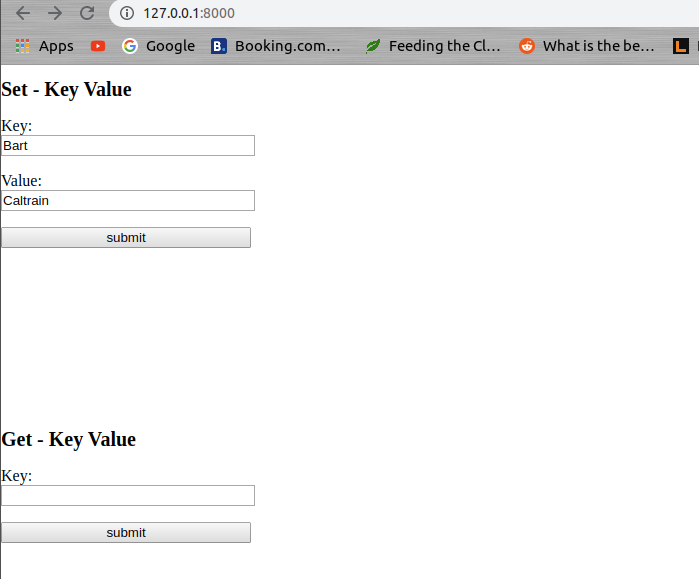 127.0.0.1:8000
Apps Google Booking.com… Feeding the Cl… What is the be…
Set - Key Value
Key:
Bart
Value:
Caltrain
submit
Get - Key Value
Key:
submit